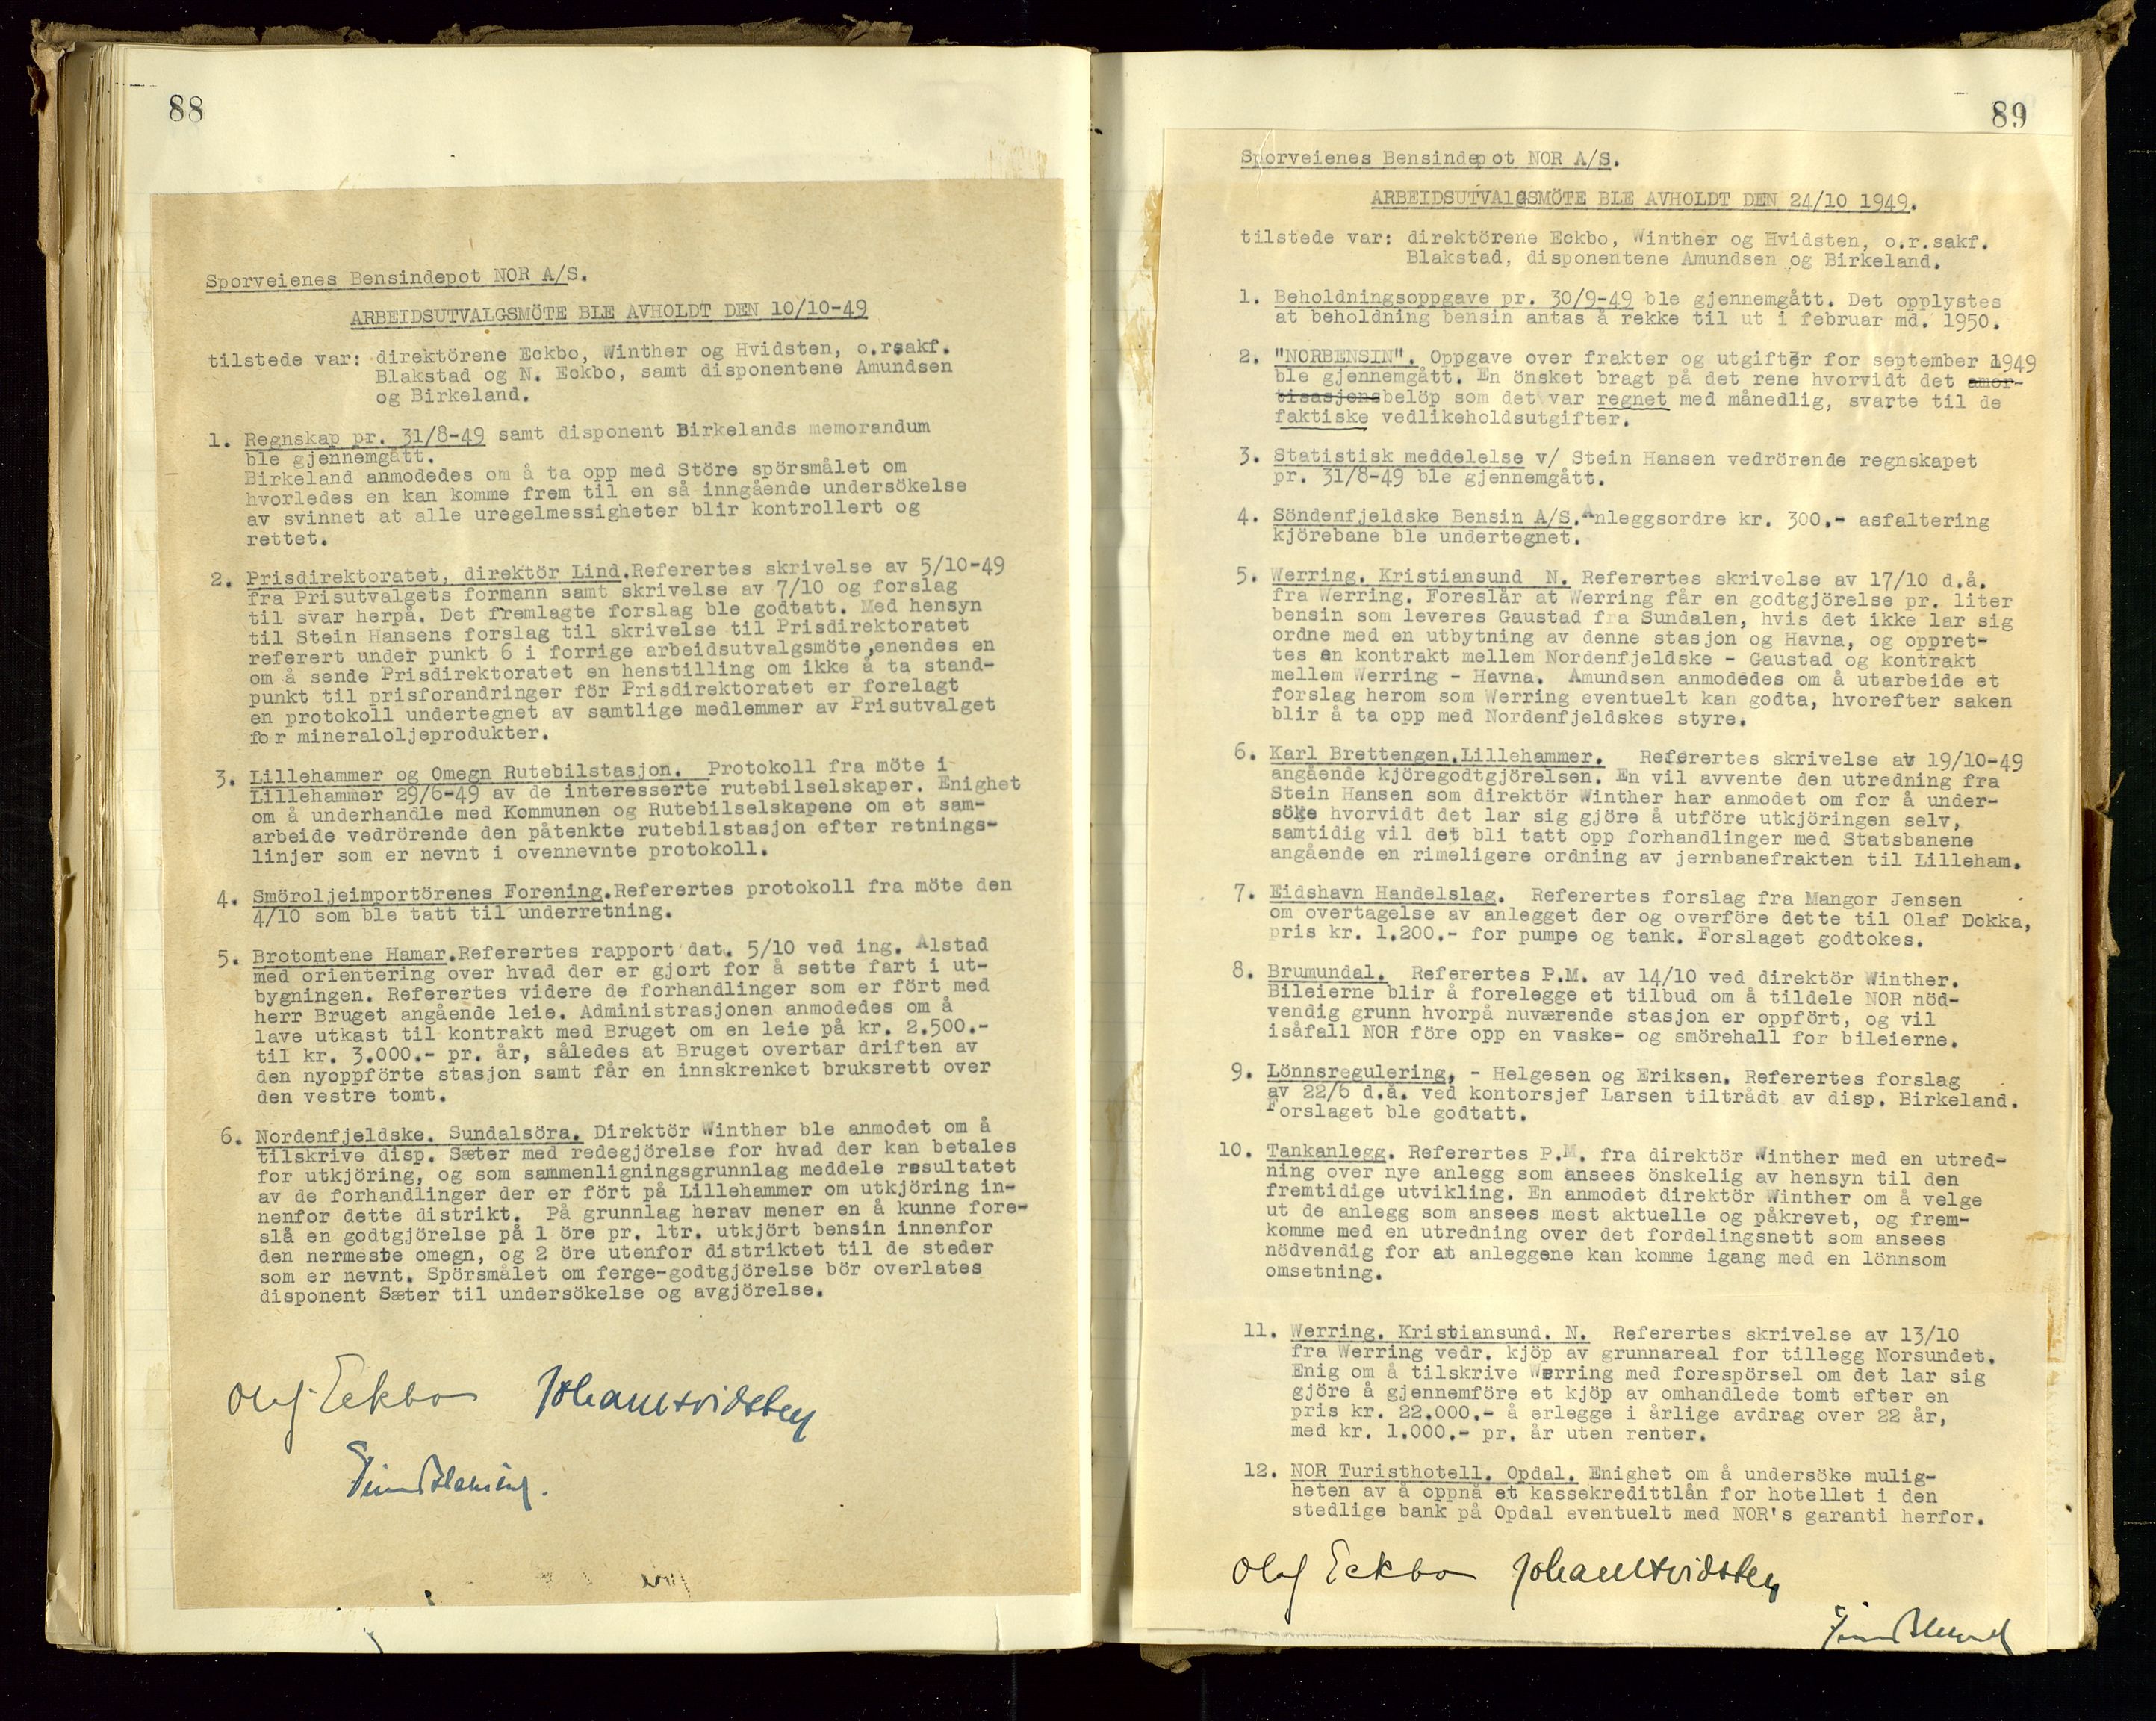 88
Sporveienes Bensindepot NOR A/S.
ARBEIDSUTVALGSMÖTE BLE AVHOLDT DEN 10/10-49
tilstede var: direktörene Eckbo, Winther og Hvidsten, o.rsakf.
Blakstad og N. Eckbo, samt disponentene Amundsen
og Birkeland.
1. Regnskap pr. 31/8-49 samt disponent Birkelands memorandum
ble gjennemgått.
Birkeland anmodedes om å ta opp med Störe spörsmålet om
hvorledes en kan komme frem til en så inngående undersökelse
av svinnet at alle uregelmessigheter blir kontrollert og
rettet.
2. Prisdirektoratet, direktör Lind.Referertes skrivelse av 5/10-49
fra Prisutvalgets formann samt skrivelse av 7/10 og forslag
til svar herpå. Det fremlagte forslag ble godtatt. Med hensyn
til Stein Hansens forslag til skrivelse til Prisdirektoratet
referert under punkt 6 i forrige arbeidsutvalgsmöte,enendes en
om å sende Prisdirektoratet en henstilling om ikke å ta stand-
punkt til prisforandringer för Prisdirektoratet er forelagt
en protokoll undertegnet av samtlige medlemmer av Prisutvalget
for mineraloljeprodukter.
3. Lillehammer og Omegn Rutebilstasjon. Protokoll fra möte i
Lillehammer 29/6-49 av de interesserte rutebilselskaper. Enighet
om å underhandle med Kommunen og Rutebilselskapene om et sam-
arbeide vedrörende den påtenkte rutebilstasjon efter retnings-
linjer som er nevnt i ovennevnte protokoll.
4. Smöroljeimportörenes Forening.Referertes protokoll fra möte den
4/10 som ble tatt til underretning.
5. Brotomtene Hamar.Referertes rapport dat. 5/10 ved ing. Alstad
med orientering over hvad der er gjort for å sette fart i ut-
bygningen. Referertes videre de forhandlinger som er fört med
herr Bruget angående leie. Administrasjonen anmodedes om å
lave utkast til kontrakt med Bruget om en leie på kr. 2.500.-
til kr. 3.000.- pr. år, således at Bruget overtar driften av
den nyoppförte stasjon samt får en innskrenket bruksrett over
den vestre tomt.
6. Nordenfjeldske. Sundalsöra. Direktör Winther ble anmodet om å
tilskrive disp. Sæter med redegjörelse for hvad der kan betales
for utkjöring, og som sammenligningsgrunnlag meddele resultatet
av de forhandlinger der er fört på Lillehammer om utkjöring in-
nenfor dette distrikt. På grunnlag herav mener en å kunne fore-
slå en godtgjörelse på 1 öre pr. ltr. utkjört bensin innenfor
den nermeste omegn, og 2 öre utenfor distriktet til de steder
som er nevnt. Spörsmålet om ferge-godtgjörelse bör overlates
disponent Sæter til undersökelse og avgjörelse.
Olaf Eckbo Johan Hvidsten
89
Sporveienes Bensindepot NOR A/S.
ARBEIDSUTVALGSMÖTE BLE AVHOLDT DEN 24/10 1949.
tilstede var: direktörene Eckbo, Winther og Hvidsten, o.r.sakf.
Blakstad, disponentene Amundsen og Birkeland.
1. Beholdningsoppgave pr. 30/9-49 ble gjennemgått. Det opplystes
at beholdning bensin antas å rekke til ut i februar md. 1950.
2. "NORBENSIN". Oppgave over frakter og utgifter for september 1949
ble gjennemgått. En önsket bragt på det rene hvorvidt det amor-
tisasjonsbelöp som det var regnet med månedlig, svarte til de
faktiske vedlikeholdsutgifter.
3. Statistisk meddelelse v/ Stein Hansen vedrörende regnskapet
pr. 31/8-49 ble gjennemgått.
4. Söndenfjeldske Bensin A/S.Anleggsordre kr. 300.- asfaltering
kjörebane ble undertegnet.
5. Werring. Kristiansund N. Referertes skrivelse av 17/10 d.å.
fra Werring. Foreslår at Werring får en godtgjörelse pr. liter
bensin som leveres Gaustad fra Sundalen, hvis det ikke lar sig
ordne med en utbytning av denne stasjon og Havna, og oppret-
tes en kontrakt mellem Nordenfjeldske - Gaustad og kontrakt
mellem Werring - Havna. Amundsen anmodedes om å utarbeide et
forslag herom som Werring eventuelt kan godta, hvorefter saken
blir å ta opp med Nordenfjeldskes styre.
6. Karl Brettengen.Lillehammer. Referertes skrivelse av 19/10-49
angående kjöregodtgjörelsen. En vil avvente den utredning fra
Stein Hansen som direktör Winther har anmodet om for å under-
söke hvorvidt det lar sig gjöre å utföre utkjöringen selv,
samtidig vil det bli tatt opp forhandlinger med Statsbanene
angående en rimeligere ordning av jernbanefrakten til Lilleham.
7. Eidshavn Handelslag. Referertes forslag fra Mangor Jensen
om overtagelse av anlegget der og overföre dette til Olaf Dokka,
pris kr. 1.200.- for pumpe og tank. Forslaget godtokes.
8. Brumundal. Referertes P.M. av 14/10 ved direktör Winther.
Bileierne blir å forelegge et tilbud om å tildele NOR nöd-
vendig grunn hvorpå nuværende stasjon er oppfört, og vil
isåfall NOR före opp en vaske- og smörehall for bileierne.
9. Lönnsregulering, - Helgesen og Eriksen. Referertes forslag
av 22/6 d.å. ved kontorsjef Larsen tiltrådt av disp. Birkeland.
Forslaget ble godtatt.
10. Tankanlegg. Referertes P.M. fra direktör Winther med en utred-
ning over nye anlegg som ansees önskelig av hensyn til den
fremtidige utvikling. En anmodet direktör Winther om å velge
ut de anlegg som ansees mest aktuelle og påkrevet, og frem-
komme med en utredning over det fordelingsnett som ansees
nödvendig for at anleggene kan komme igang med en lönnsom
omsetning.
11. Werring. Kristiansund. N. Referertes skrivelse av 13/10
fra Werring vedr. kjöp av grunnareal for tillegg Norsundet.
Enig om å tilskrive Werring med forespörsel om det lar sig
gjöre å gjennemföre et kjöp av omhandlede tomt efter en
pris kr. 22.000.- å erlegge i årlige avdrag over 22 år,
med kr. 1.000.- pr. år uten renter.
12. NOR Turisthotell. Opdal. Enighet om å undersöke mulig-
heten av å oppnå et kassekredittlån for hotellet i den
stedlige bank på Opdal eventuelt med NOR's garanti herfor.
Olaf Eckbo Johan Hvidsten